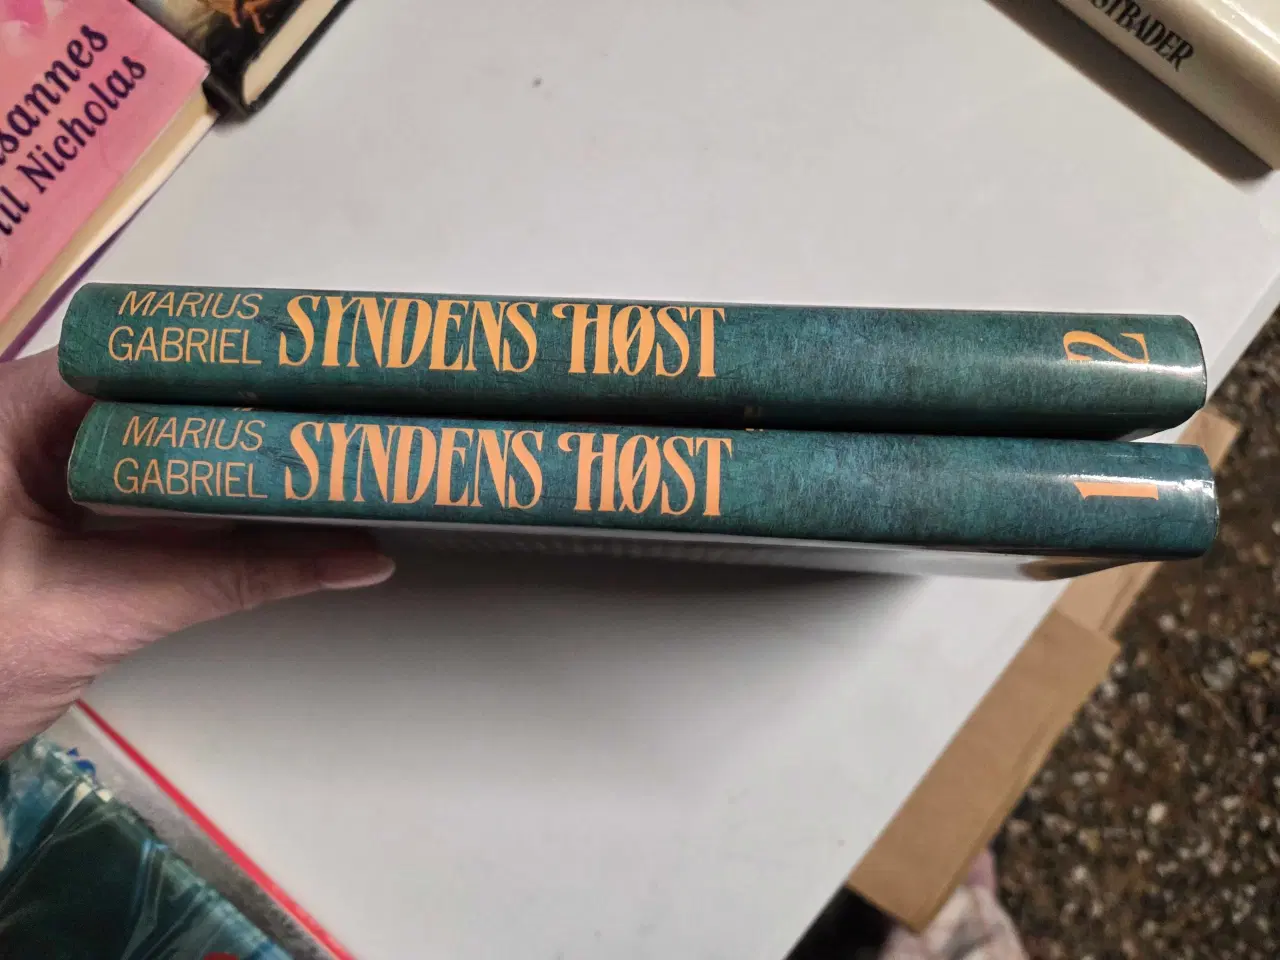 MARIUS
GABRIEL
SYNDENS HØST
2
MARIUS
GABRIEL
SYNDENS HØST
1
Nicholas